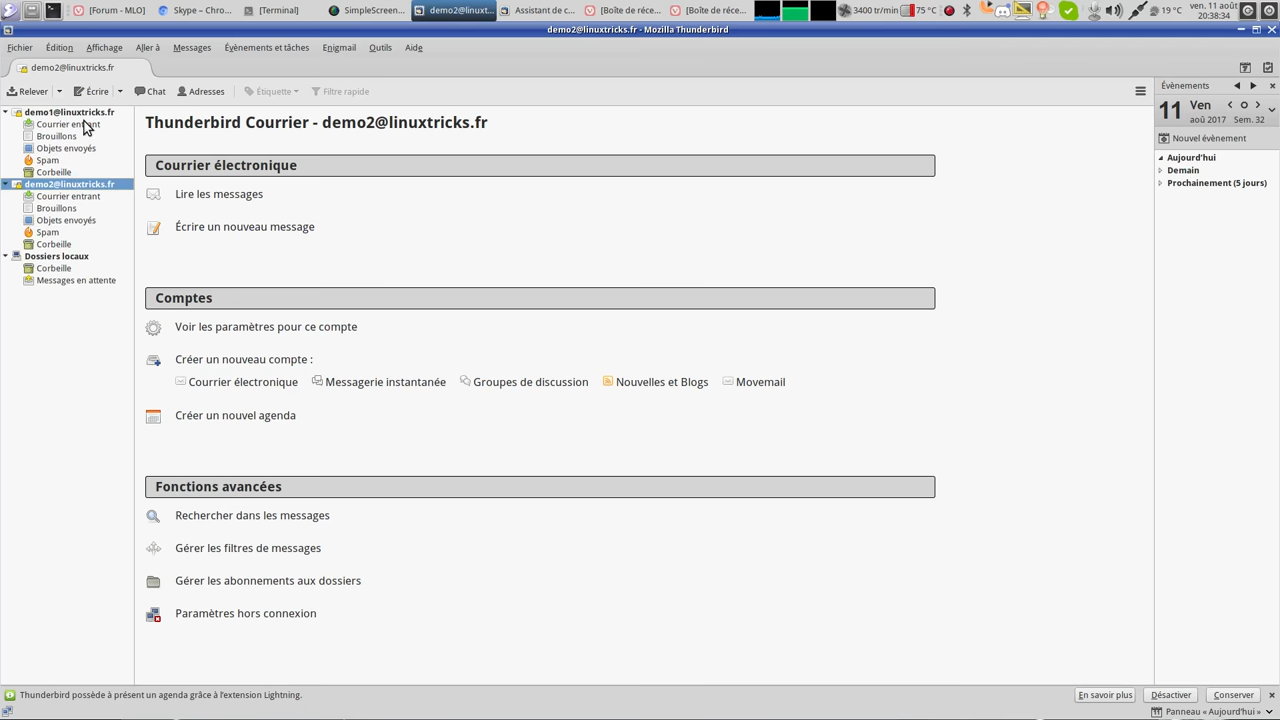 [Forum - MLO]
Skype – Chro...
[Terminal]
SimpleScreen...
demo2@linuxt...
Assistant de c...
[Boîte de réce...
[Boîte de réce...
3400 tr/min
75 °C
19 °C
ven. 11 août
20:38:34
demo2@linuxtricks.fr - Mozilla Thunderbird
Fichier Édition Affichage Aller à Messages Évènements et tâches Enigmail Outils Aide
demo2@linuxtricks.fr
Relever Écrire Chat Adresses Étiquette Filtre rapide
demo1@linuxtricks.fr
Courrier entrant
Brouillons
Objets envoyés
Spam
Corbeille
demo2@linuxtricks.fr
Courrier entrant
Brouillons
Objets envoyés
Spam
Corbeille
Dossiers locaux
Corbeille
Messages en attente
Thunderbird Courrier - demo2@linuxtricks.fr
Courrier électronique
Lire les messages
Écrire un nouveau message
Comptes
Voir les paramètres pour ce compte
Créer un nouveau compte :
Courrier électronique Messagerie instantanée Groupes de discussion Nouvelles et Blogs Movemail
Créer un nouvel agenda
Fonctions avancées
Rechercher dans les messages
Gérer les filtres de messages
Gérer les abonnements aux dossiers
Paramètres hors connexion
Évènements
11 Ven
août 2017 Sem. 32
Nouvel évènement
Aujourd'hui
Demain
Prochainement (5 jours)
Thunderbird possède à présent un agenda grâce à l'extension Lightning.
En savoir plus Désactiver Conserver
11 Panneau « Aujourd'hui »